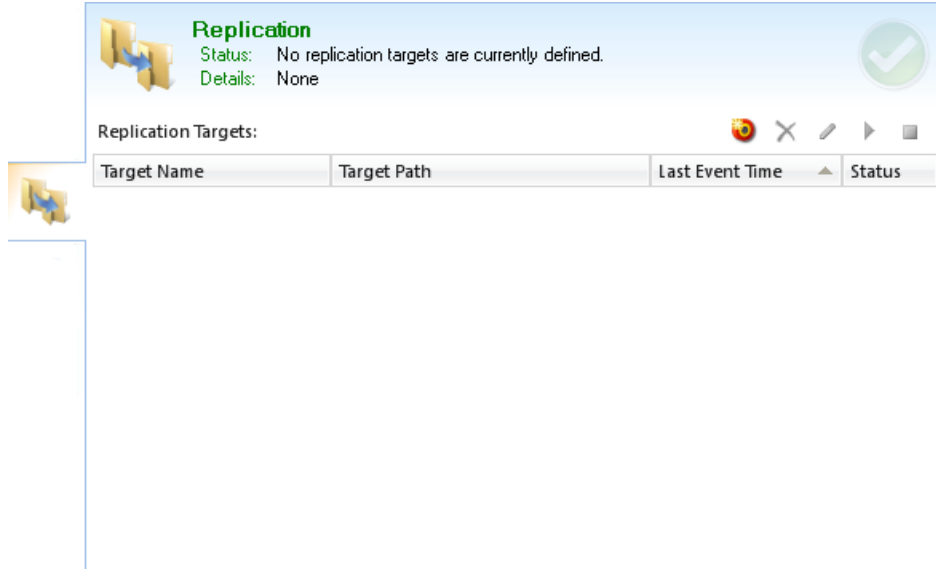 Replication
Status: No replication targets are currently defined.
Details: None
Replication Targets:
Target Name Target Path Last Event Time Status